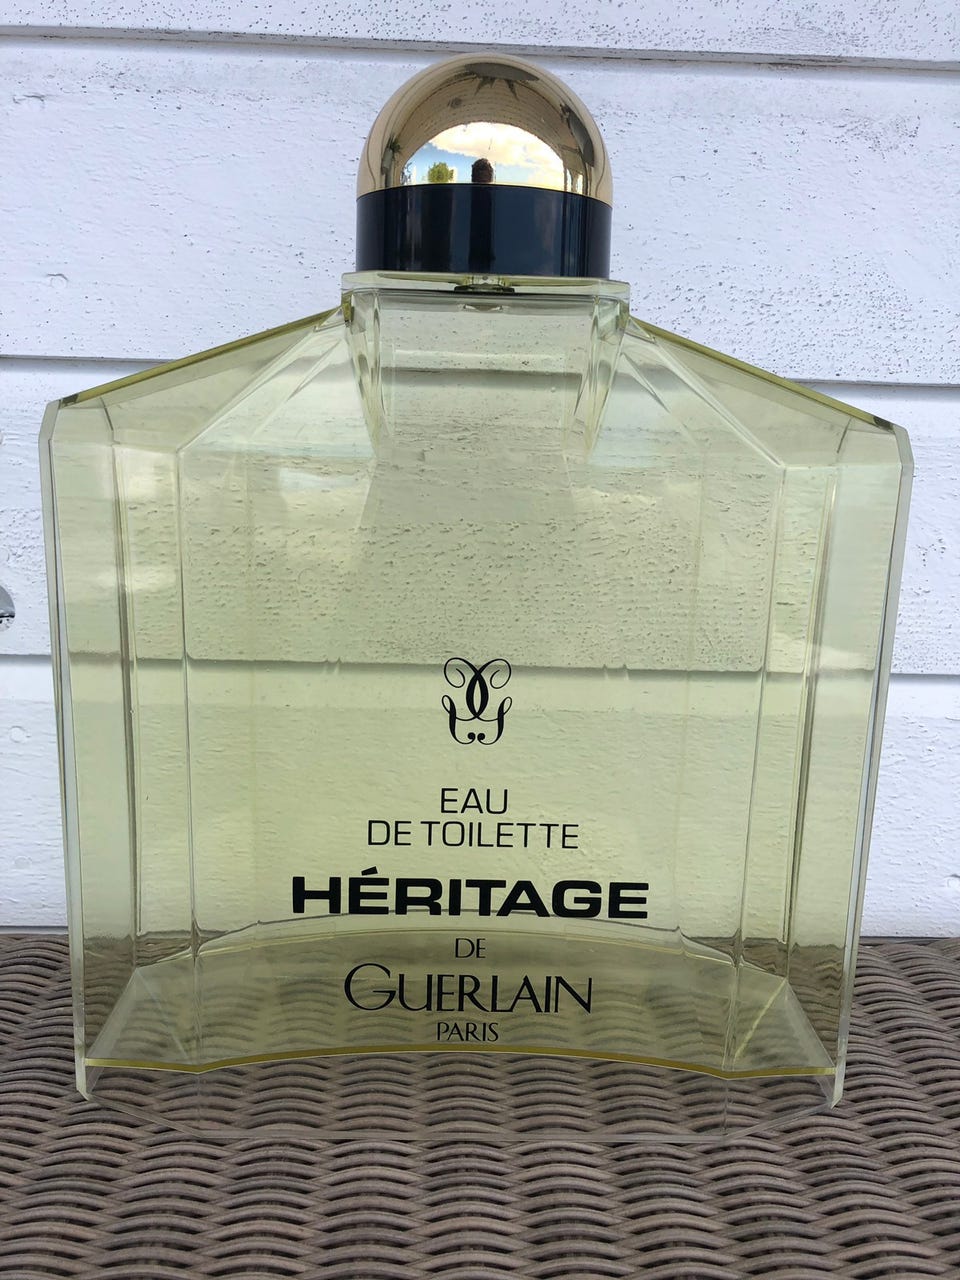 EAU
DE TOILETTE
HÉRITAGE
DE
GUERLAIN
PARIS